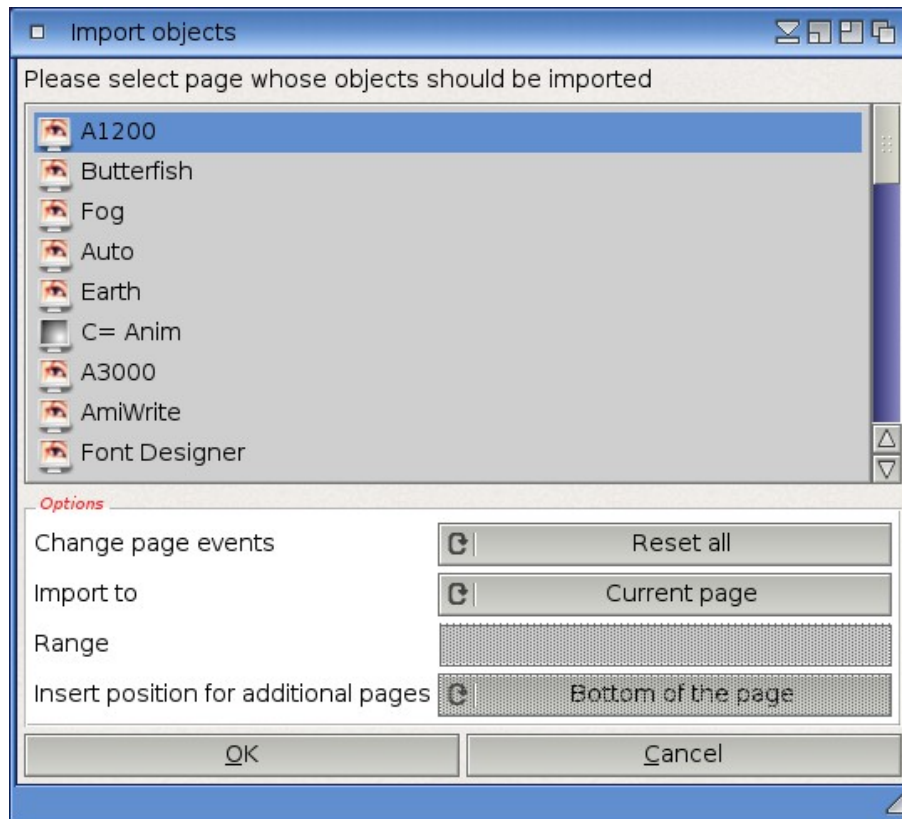 Import objects
Please select page whose objects should be imported
A1200
Butterfish
Fog
Auto
Earth
C= Anim
A3000
AmiWrite
Font Designer
Options
Change page events Reset all
Import to Current page
Range
Insert position for additional pages Bottom of the page
OK Cancel